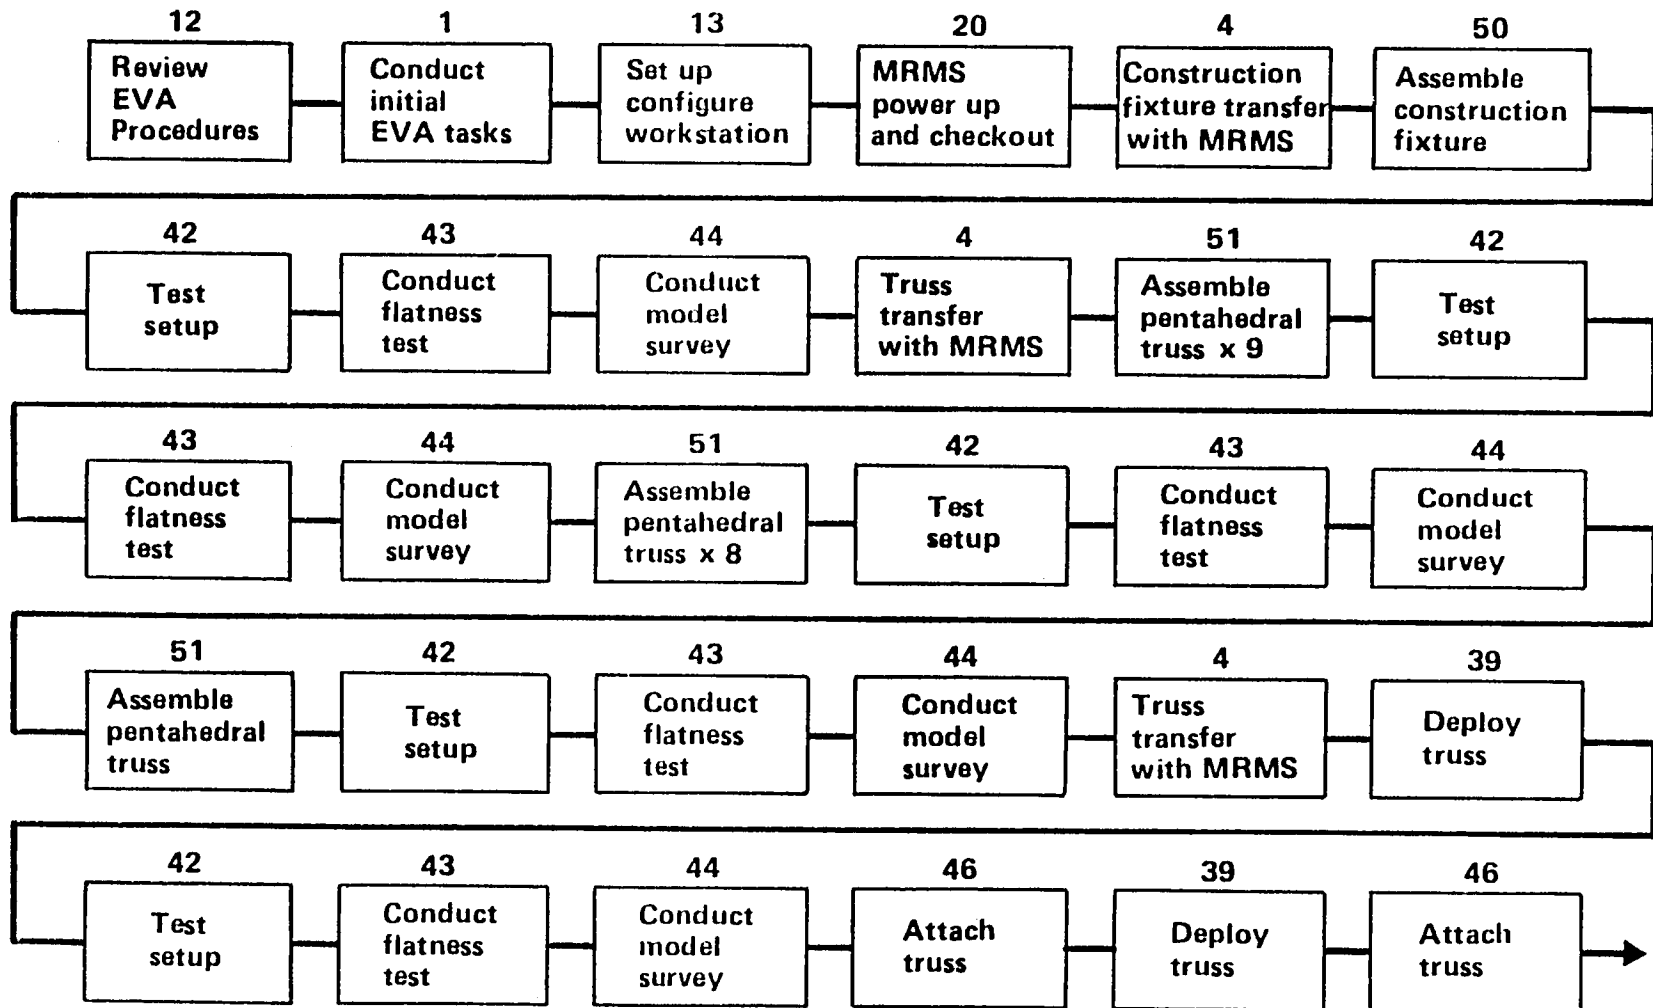 12 1 13 20 4 50
Review
EVA
Procedures
Conduct
initial
EVA tasks
Set up
configure
workstation
MRMS
power up
and checkout
Construction
fixture transfer
with MRMS
Assemble
construction
fixture
42 43 44 4 51 42
Test
setup
Conduct
flatness
test
Conduct
model
survey
Truss
transfer
with MRMS
Assemble
pentahedral
truss x 9
Test
setup
43 44 51 42 43 44
Conduct
flatness
test
Conduct
model
survey
Assemble
pentahedral
truss x 8
Test
setup
Conduct
flatness
test
Conduct
model
survey
51 42 43 44 4 39
Assemble
pentahedral
truss
Test
setup
Conduct
flatness
test
Conduct
model
survey
Truss
transfer
with MRMS
Deploy
truss
42 43 44 46 39 46
Test
setup
Conduct
flatness
test
Conduct
model
survey
Attach
truss
Deploy
truss
Attach
truss